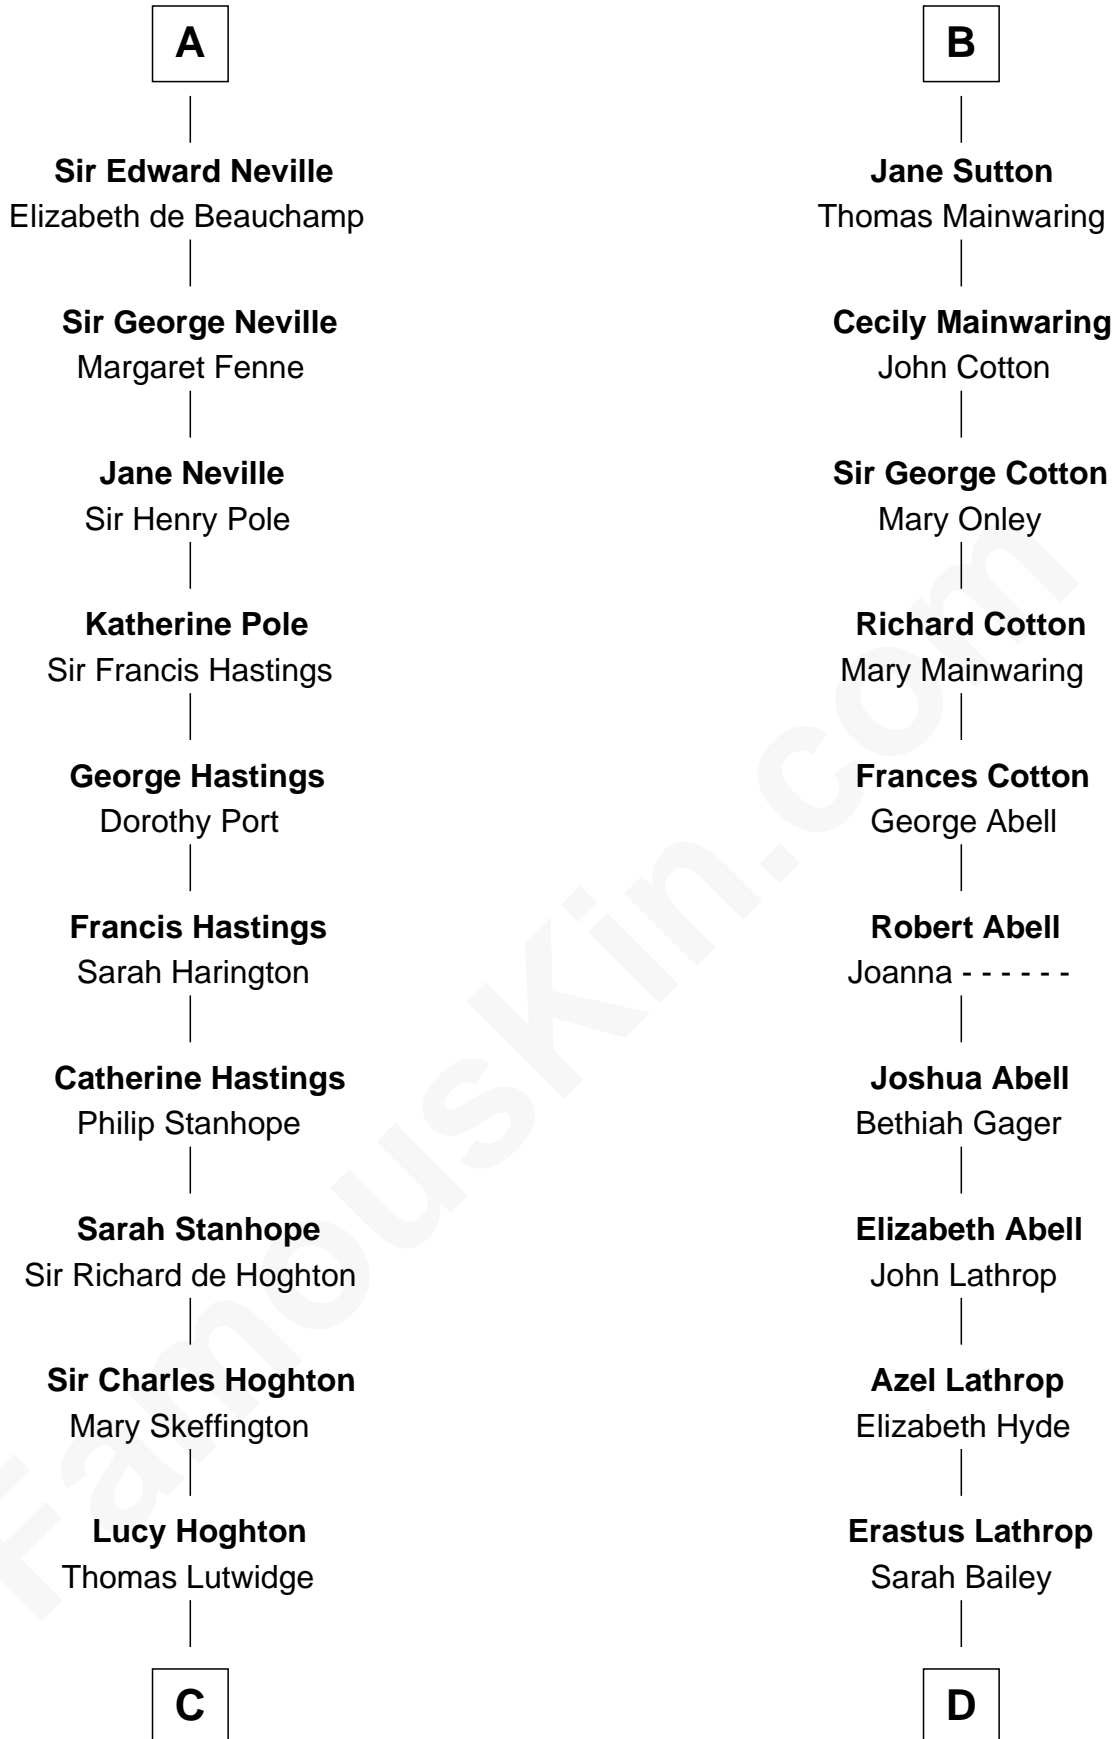 A
Sir Edward Neville
Elizabeth de Beauchamp
Sir George Neville
Margaret Fenne
Jane Neville
Sir Henry Pole
Katherine Pole
Sir Francis Hastings
George Hastings
Dorothy Port
Francis Hastings
Sarah Harington
Catherine Hastings
Philip Stanhope
Sarah Stanhope
Sir Richard de Hoghton
Sir Charles Hoghton
Mary Skeffington
Lucy Hoghton
Thomas Lutwidge
C
B
Jane Sutton
Thomas Mainwaring
Cecily Mainwaring
John Cotton
Sir George Cotton
Mary Onley
Richard Cotton
Mary Mainwaring
Frances Cotton
George Abell
Robert Abell
Joanna - - - - - -
Joshua Abell
Bethiah Gager
Elizabeth Abell
John Lathrop
Azel Lathrop
Elizabeth Hyde
Erastus Lathrop
Sarah Bailey
D
FamousKin.com